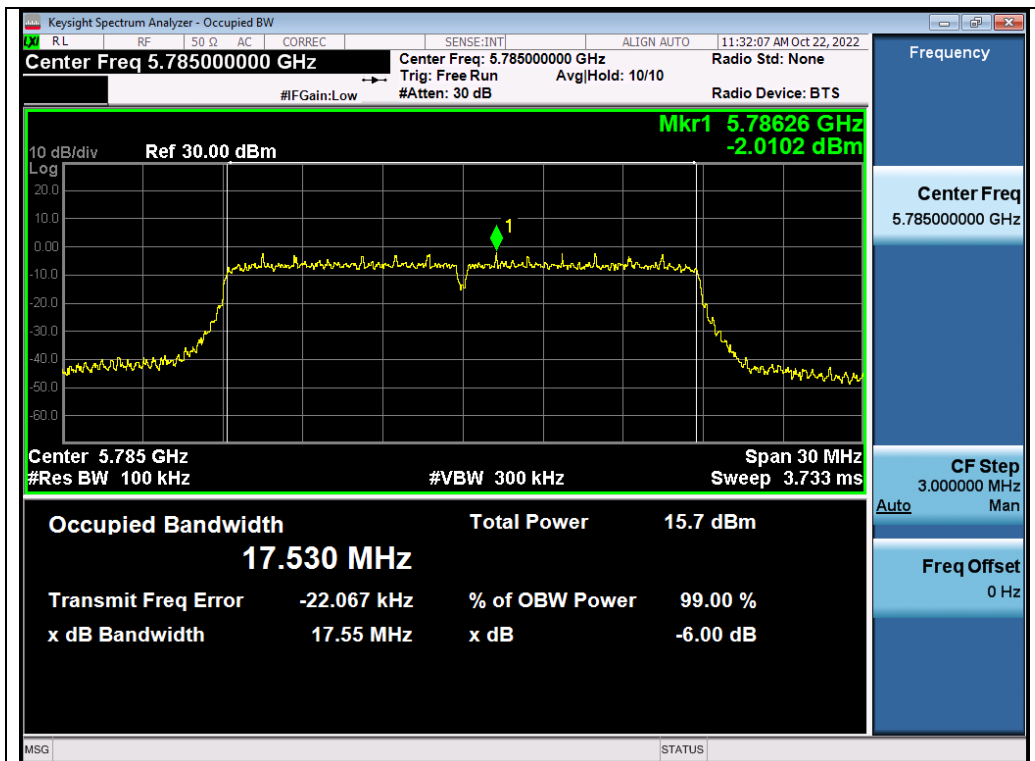 Keysight Spectrum Analyzer - Occupied BW
LXI RL RF 50 Ω AC CORREC SENSE:INT ALIGN AUTO 11:32:07 AM Oct 22, 2022
Center Freq 5.785000000 GHz
#IFGain:Low
Center Freq: 5.785000000 GHz
Trig: Free Run Avg|Hold: 10/10
#Atten: 30 dB
Radio Std: None
Radio Device: BTS
Mkr1 5.78626 GHz
-2.0102 dBm
10 dB/div Ref 30.00 dBm
Log
20.0
10.0
0.00
-10.0
-20.0
-30.0
-40.0
-50.0
-60.0
1
Center 5.785 GHz Span 30 MHz
#Res BW 100 kHz #VBW 300 kHz Sweep 3.733 ms
Occupied Bandwidth Total Power 15.7 dBm
17.530 MHz
Transmit Freq Error -22.067 kHz % of OBW Power 99.00 %
x dB Bandwidth 17.55 MHz x dB -6.00 dB
Frequency
Center Freq
5.785000000 GHz
CF Step
3.000000 MHz
Auto Man
Freq Offset
0 Hz
MSG STATUS